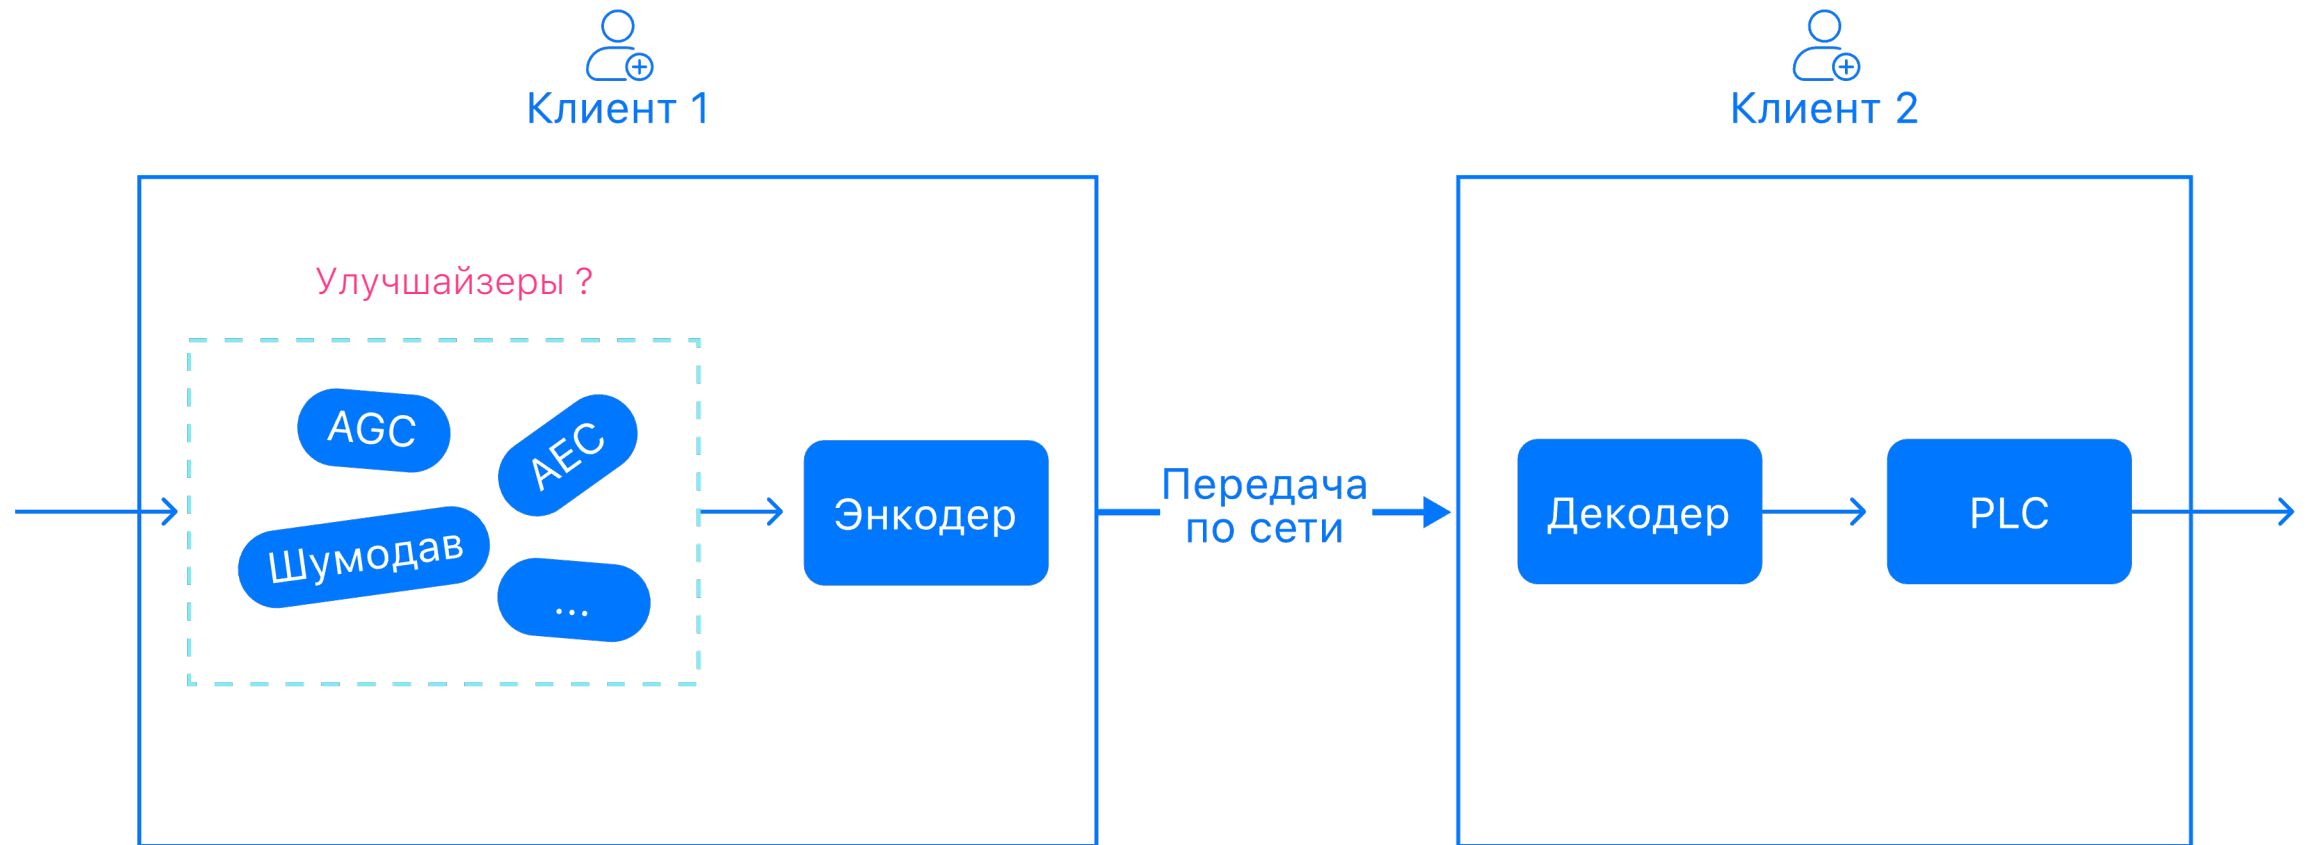 Клиент 1
Клиент 2
Улучшайзеры ?
AGC
AEC
Шумодав
...
Энкодер
Передача
по сети
Декодер
PLC